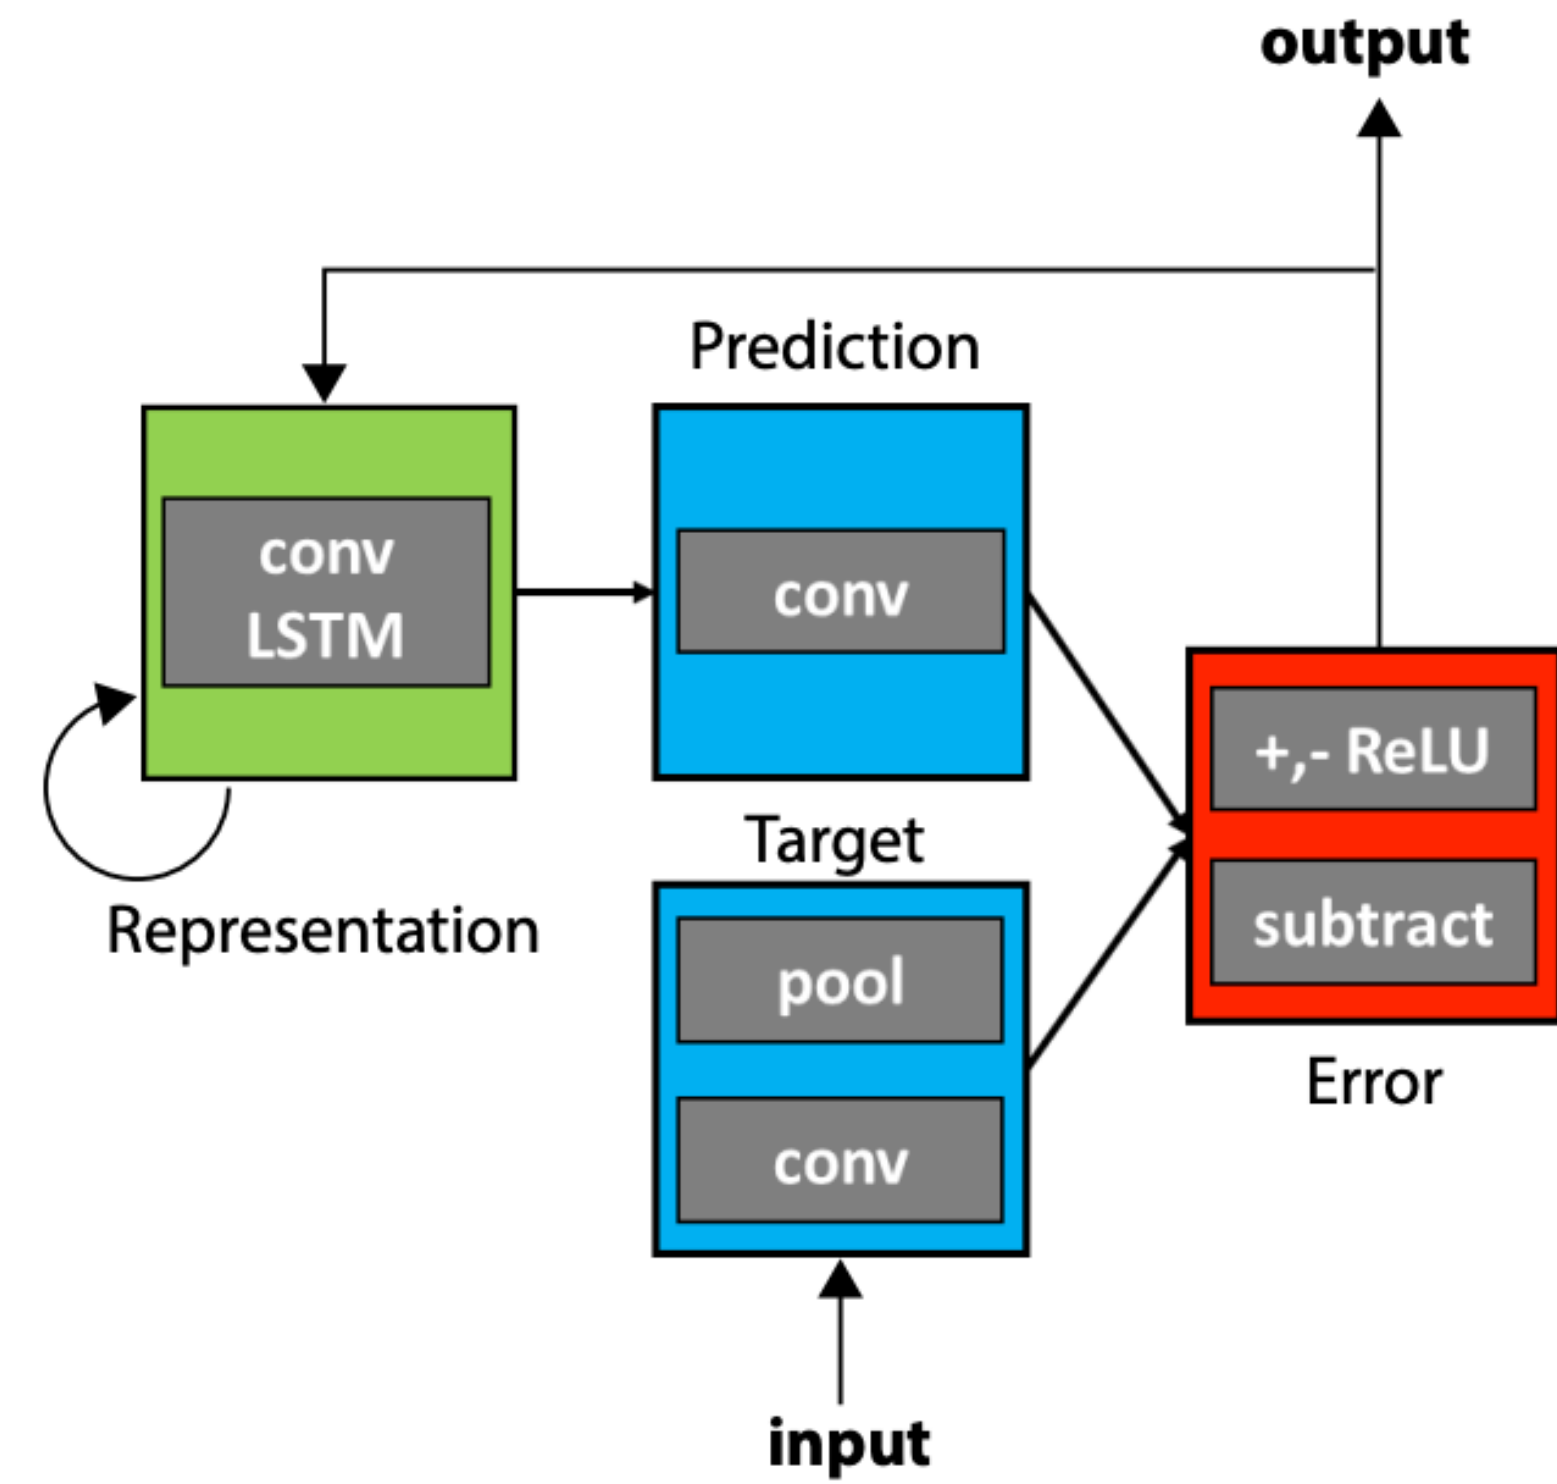 output
Prediction
conv
LSTM
conv
+,- ReLU
Target
subtract
Representation
pool
Error
conv
input